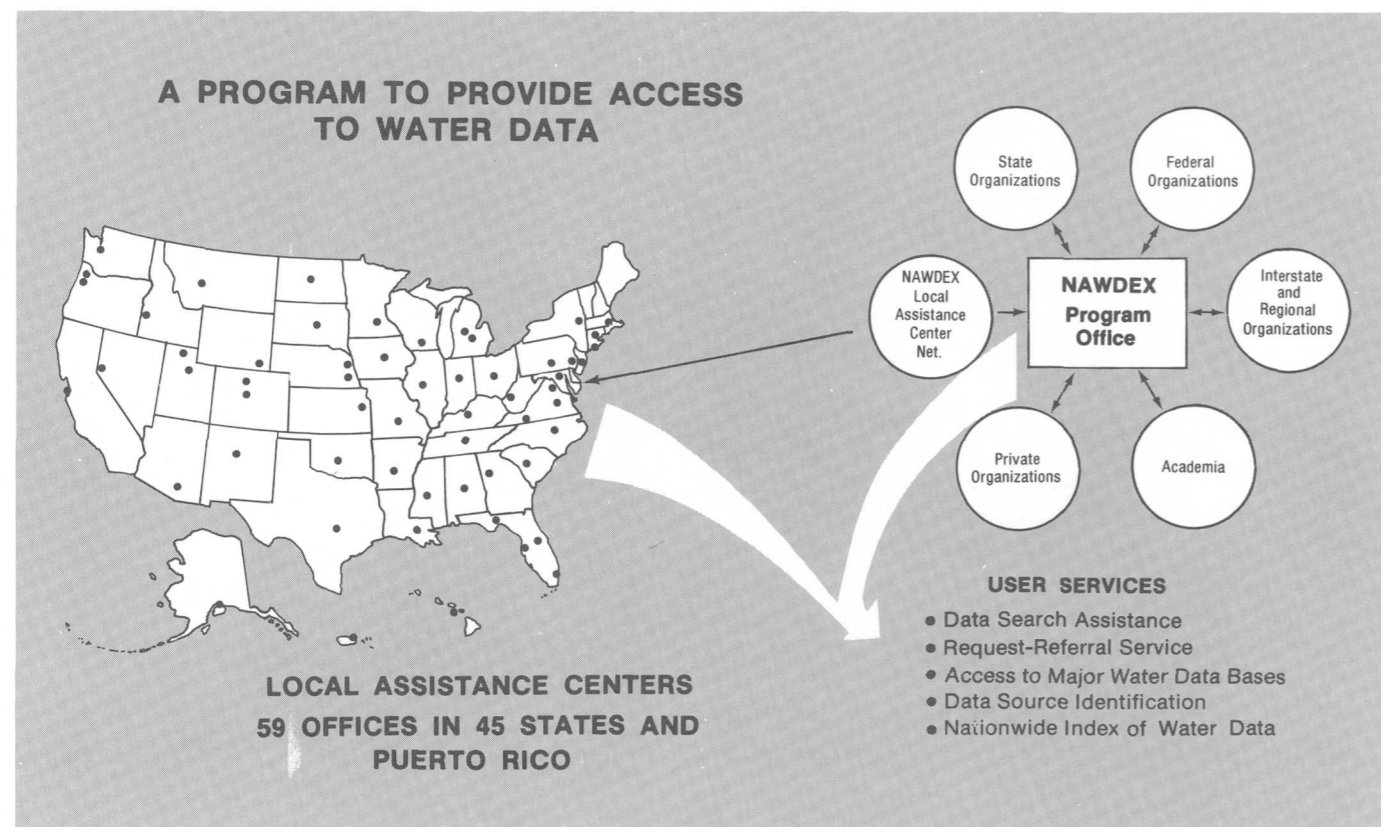 A PROGRAM TO PROVIDE ACCESS
TO WATER DATA
State
Organizations
Federal
Organizations
NAWDEX
Local
Assistance
Center
Net.
NAWDEX
Program
Office
Interstate
and
Regional
Organizations
Private
Organizations
Academia
LOCAL ASSISTANCE CENTERS
59 OFFICES IN 45 STATES AND
PUERTO RICO
USER SERVICES
• Data Search Assistance
• Request-Referral Service
• Access to Major Water Data Bases
• Data Source Identification
• Nationwide Index of Water Data